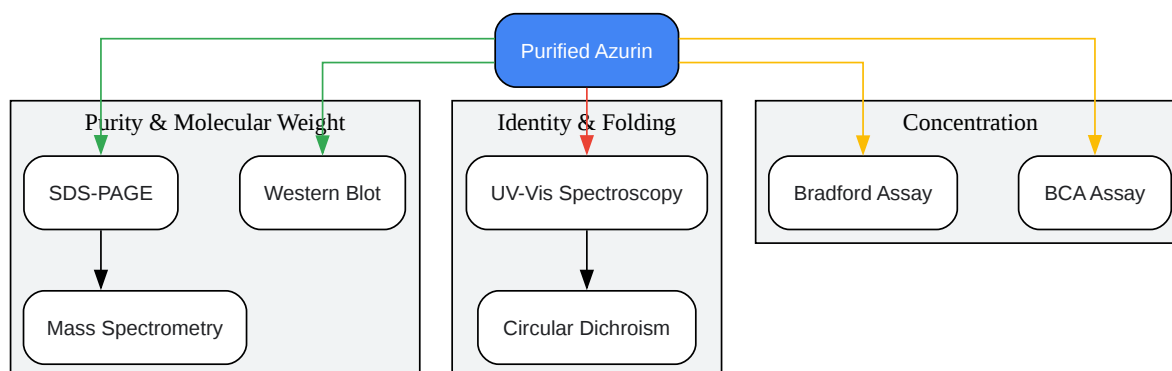 Purified Azurin
Purity & Molecular Weight
Identity & Folding
Concentration
SDS-PAGE
Western Blot
UV-Vis Spectroscopy
Bradford Assay
BCA Assay
Mass Spectrometry
Circular Dichroism